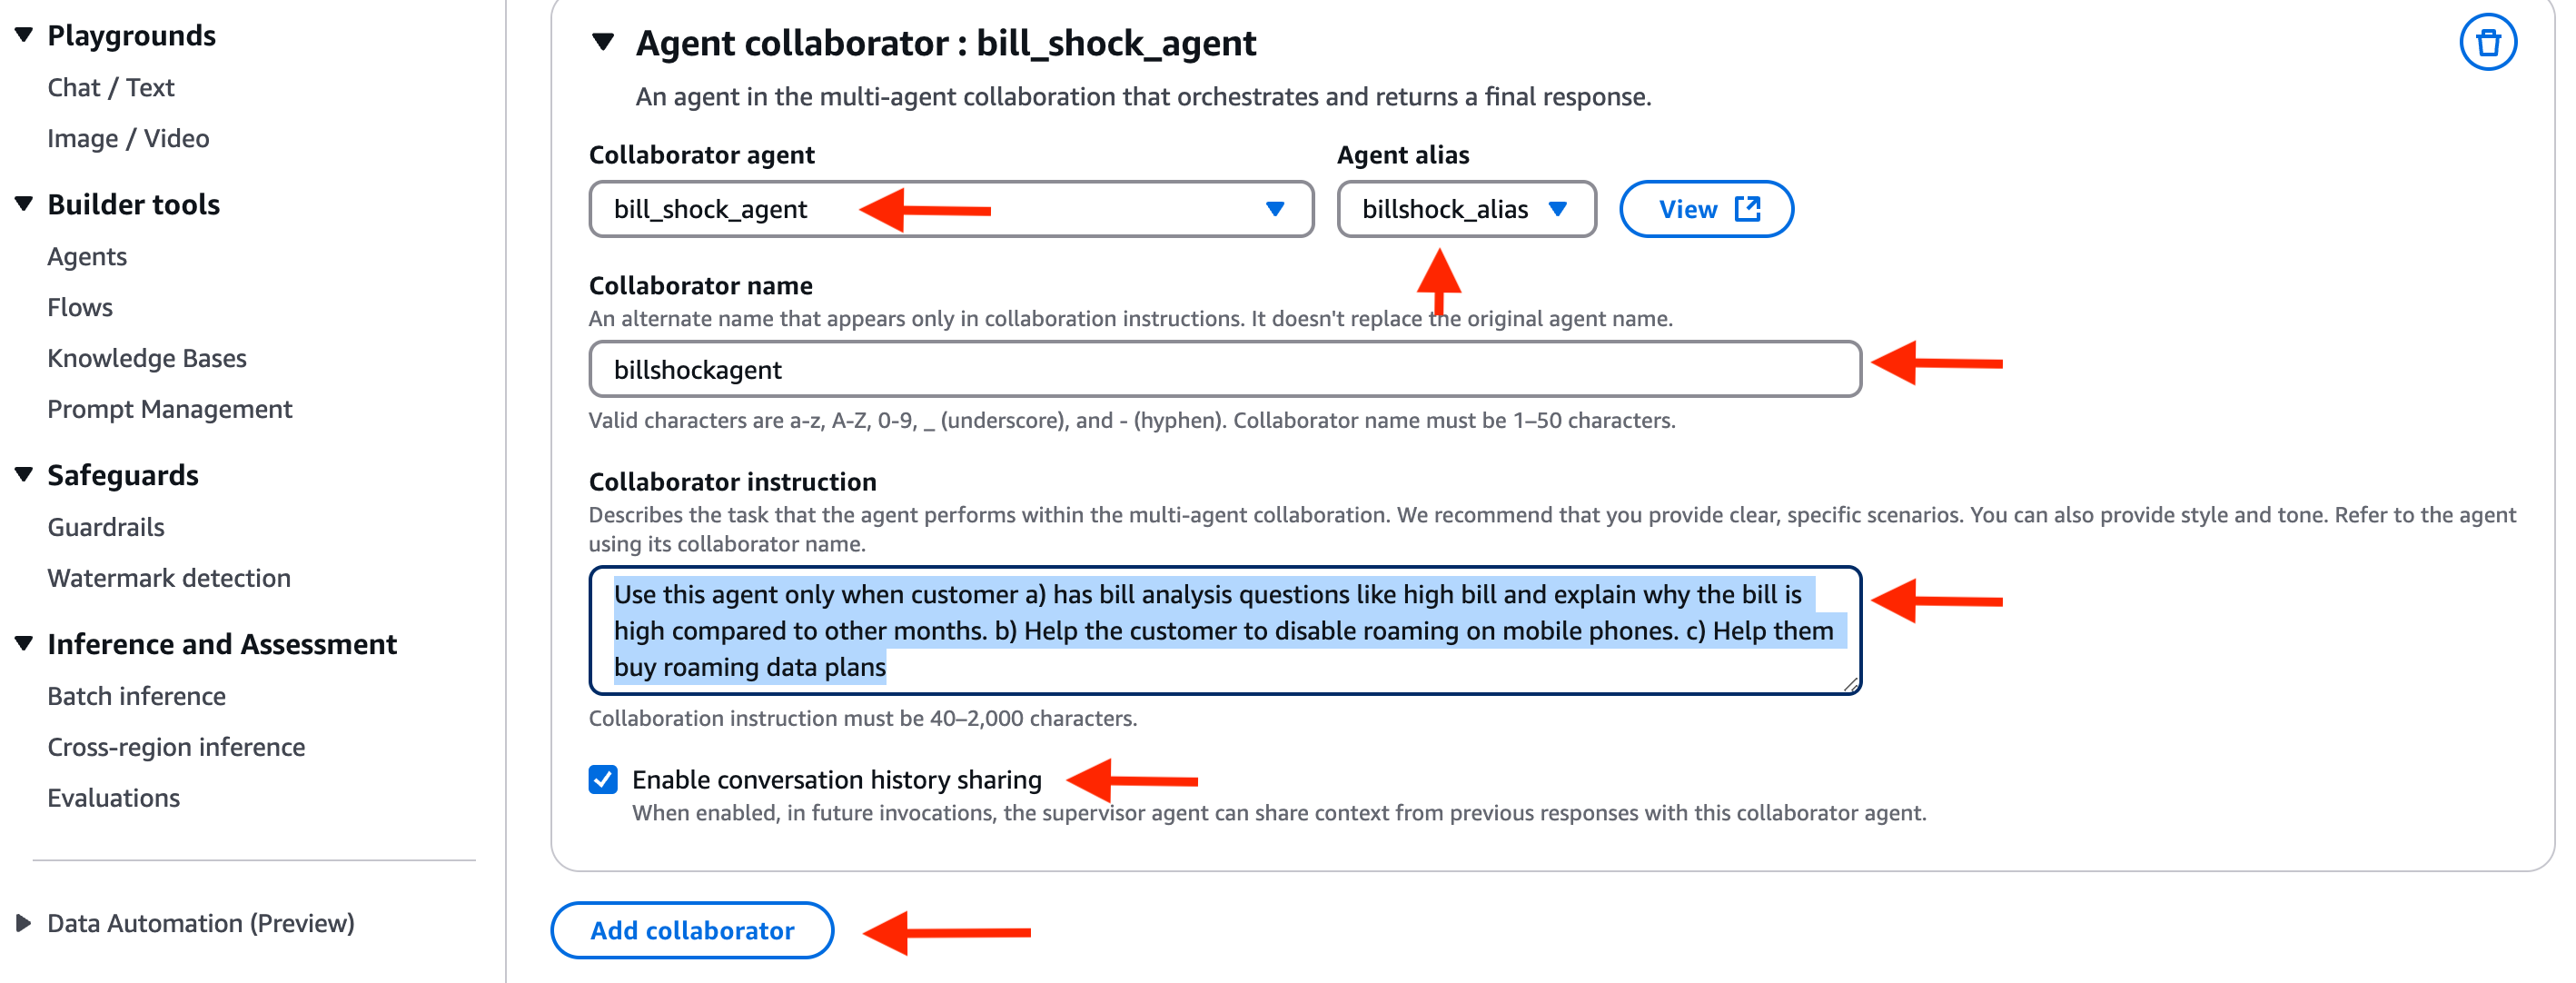 Playgrounds
Chat / Text
Image / Video
Builder tools
Agents
Flows
Knowledge Bases
Prompt Management
Safeguards
Guardrails
Watermark detection
Inference and Assessment
Batch inference
Cross-region inference
Evaluations
Data Automation (Preview)
Agent collaborator : bill_shock_agent
An agent in the multi-agent collaboration that orchestrates and returns a final response.
Collaborator agent
Agent alias
bill_shock_agent
billshock_alias
View
Collaborator name
An alternate name that appears only in collaboration instructions. It doesn't replace the original agent name.
billshockagent
Valid characters are a-z, A-Z, 0-9, _ (underscore), and - (hyphen). Collaborator name must be 1–50 characters.
Collaborator instruction
Describes the task that the agent performs within the multi-agent collaboration. We recommend that you provide clear, specific scenarios. You can also provide style and tone. Refer to the agent
using its collaborator name.
Use this agent only when customer a) has bill analysis questions like high bill and explain why the bill is
high compared to other months. b) Help the customer to disable roaming on mobile phones. c) Help them
buy roaming data plans
Collaboration instruction must be 40–2,000 characters.
Enable conversation history sharing
When enabled, in future invocations, the supervisor agent can share context from previous responses with this collaborator agent.
Add collaborator